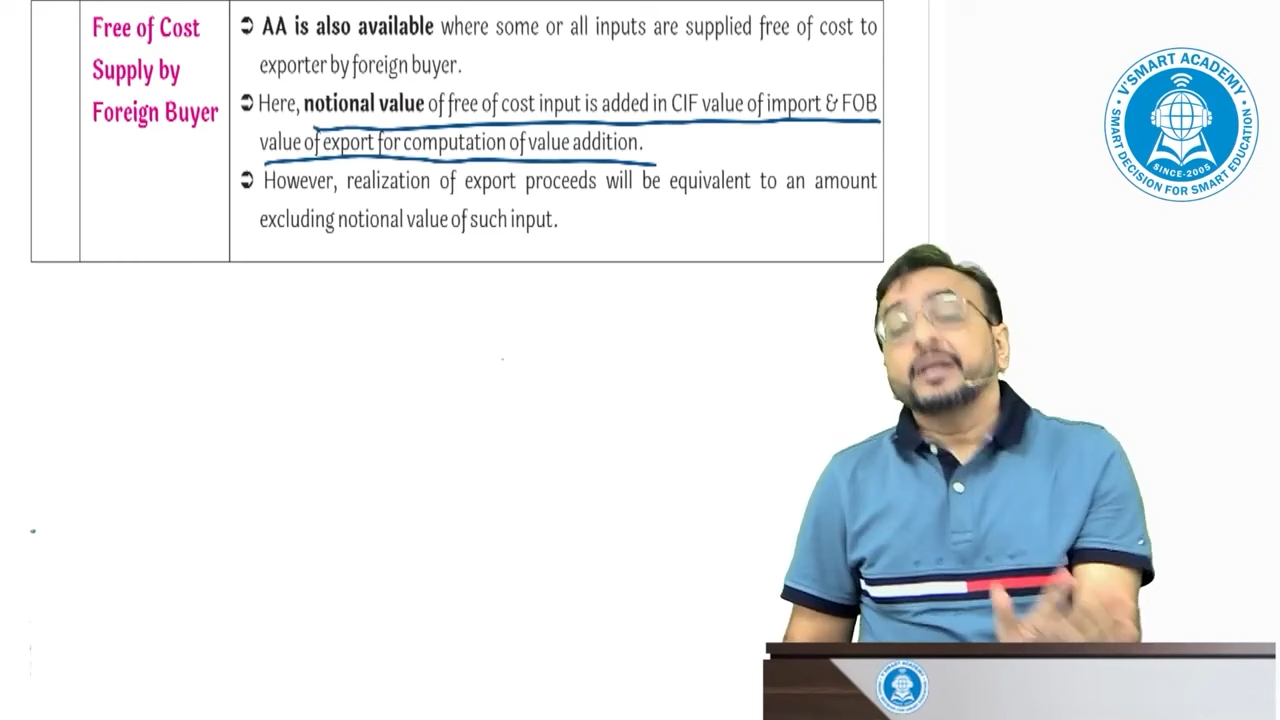 Free of Cost
Supply by
Foreign Buyer
➲ AA is also available where some or all inputs are supplied free of cost to
exporter by foreign buyer.
➲ Here, notional value of free of cost input is added in CIF value of import & FOB
value of export for computation of value addition.
➲ However, realization of export proceeds will be equivalent to an amount
excluding notional value of such input.
V'SMART ACADEMY
SINCE-2005
• SMART DECISION FOR SMART EDUCATION •